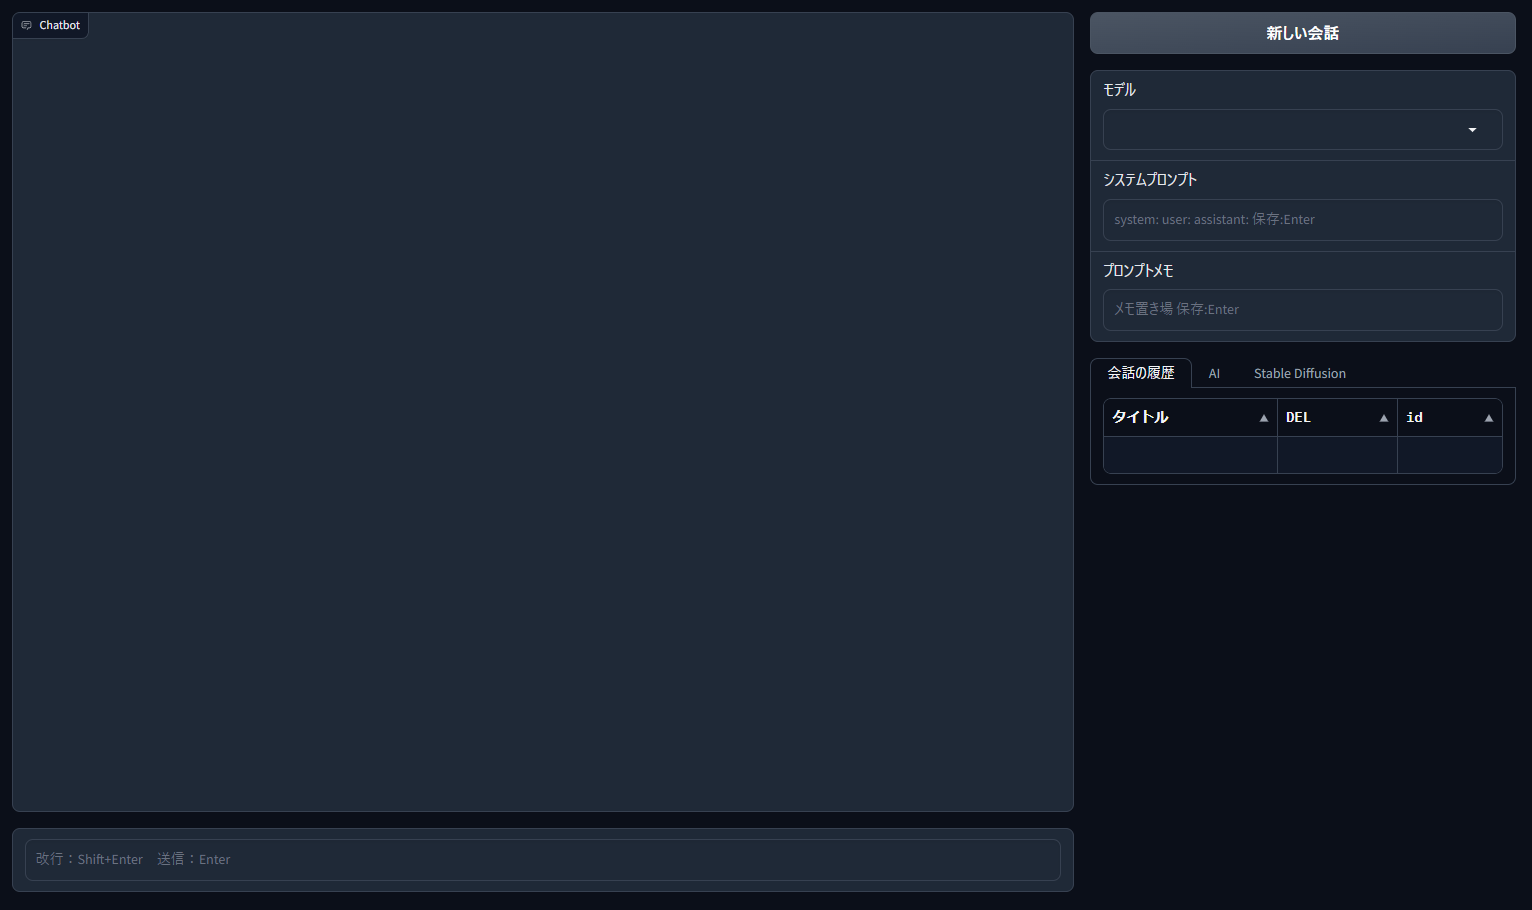 Chatbot
改行：Shift+Enter　送信：Enter
新しい会話
モデル
システムプロンプト
system: user: assistant: 保存:Enter
プロンプトメモ
メモ置き場 保存:Enter
会話の履歴 AI Stable Diffusion
タイトル ▲ DEL ▲ id ▲